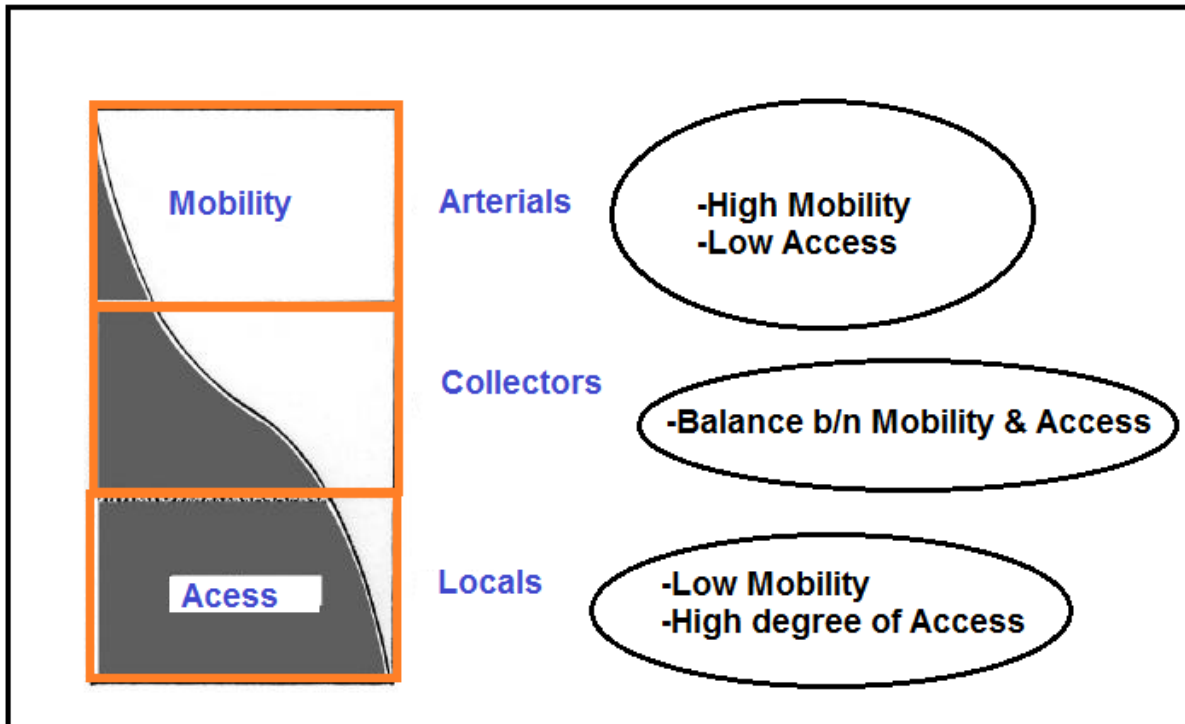 Mobility
Arterials
-High Mobility
-Low Access
Collectors
-Balance b/n Mobility & Access
Acess
Locals
-Low Mobility
-High degree of Access